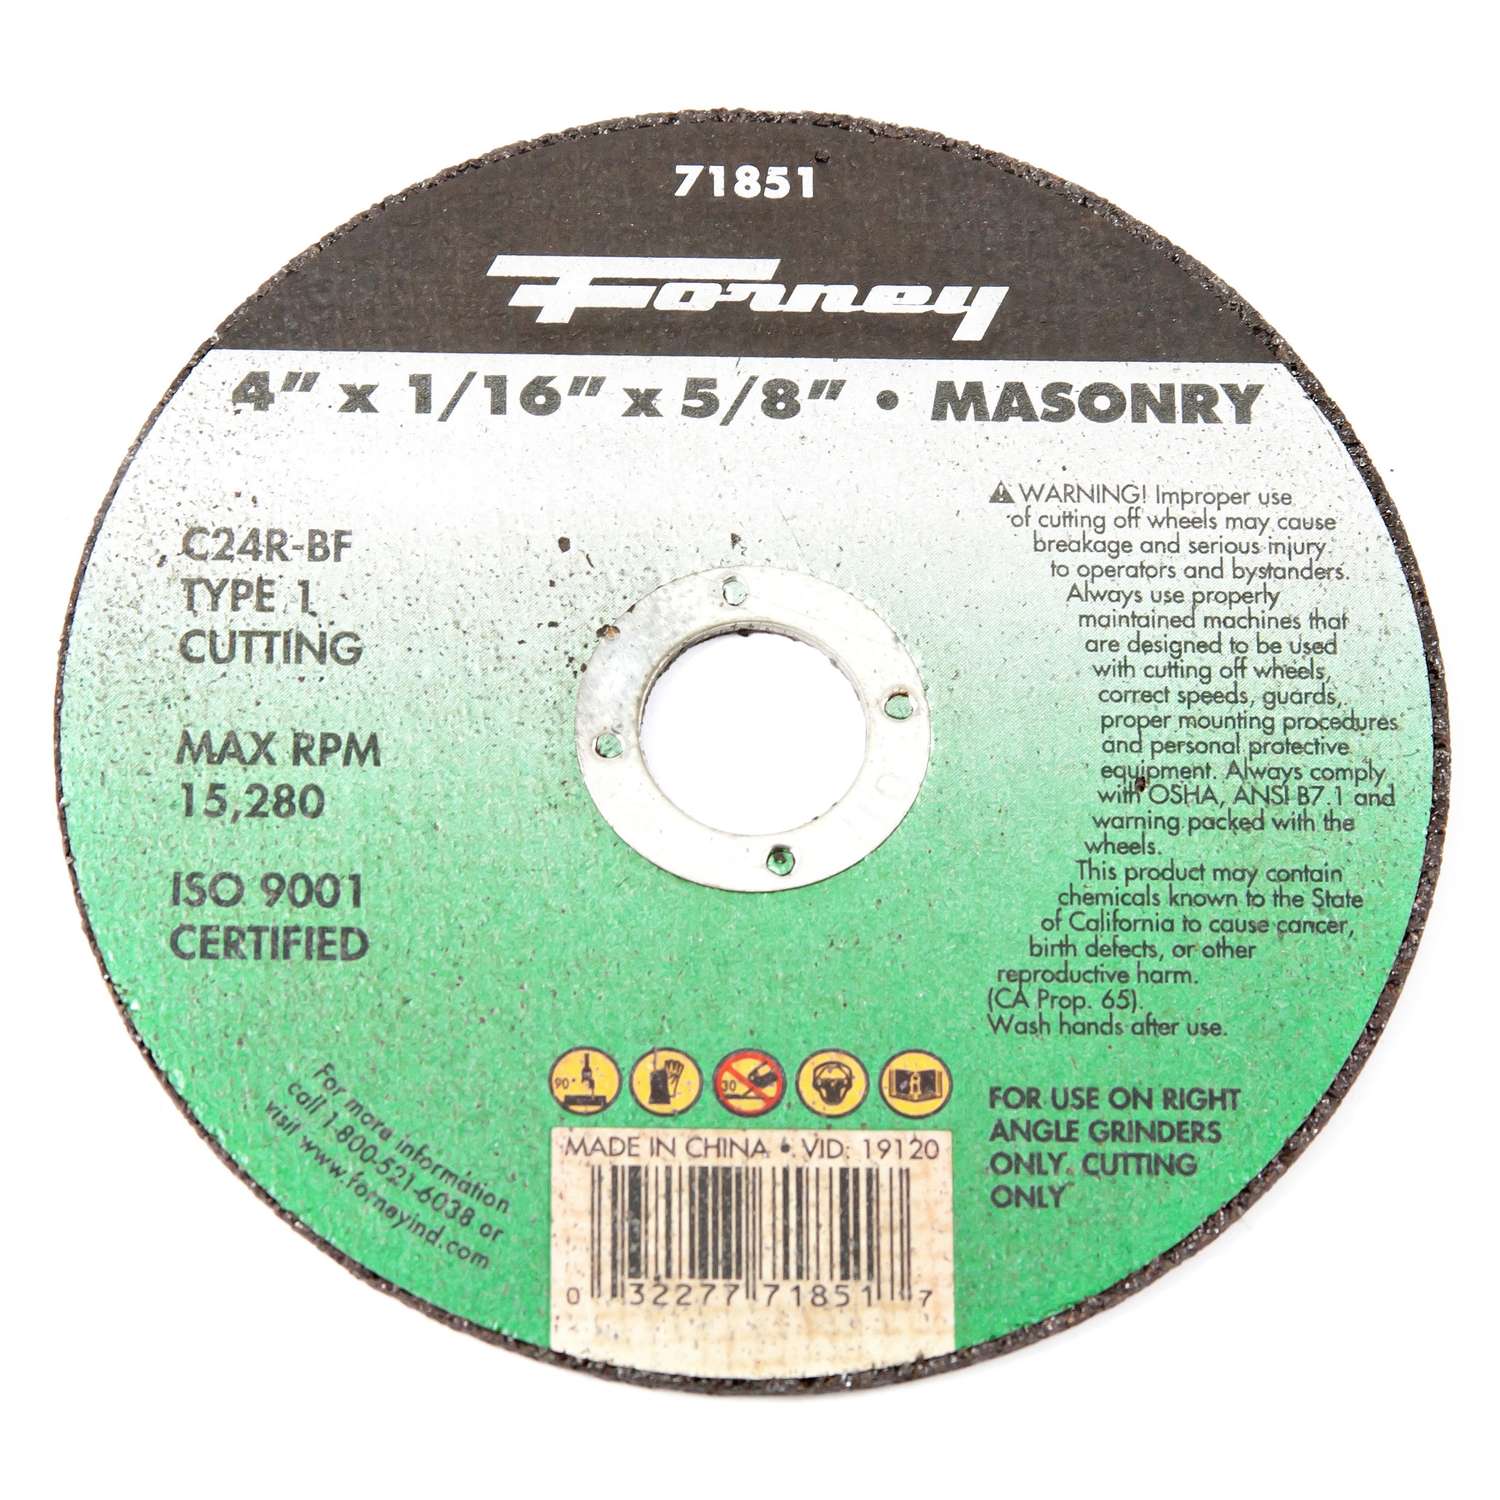 71851
Forney
4" x 1/16" x 5/8" • MASONRY
C24R-BF
TYPE 1
CUTTING
MAX RPM
15,280
ISO 9001
CERTIFIED
⚠ WARNING! Improper use
of cutting off wheels may cause
breakage and serious injury
to operators and bystanders.
Always use properly
maintained machines that
are designed to be used
with cutting off wheels,
correct speeds, guards,
proper mounting procedures
and personal protective
equipment. Always comply
with OSHA, ANSI B7.1 and
warning packed with the
wheels.
This product may contain
chemicals known to the State
of California to cause cancer,
birth defects, or other
reproductive harm.
(CA Prop. 65).
Wash hands after use.
For more information
call 1-800-521-6038 or
visit www.forneyind.com
90°
30
FOR USE ON RIGHT
ANGLE GRINDERS
ONLY. CUTTING
ONLY
MADE IN CHINA • VID: 19120
0 32277 71851 7